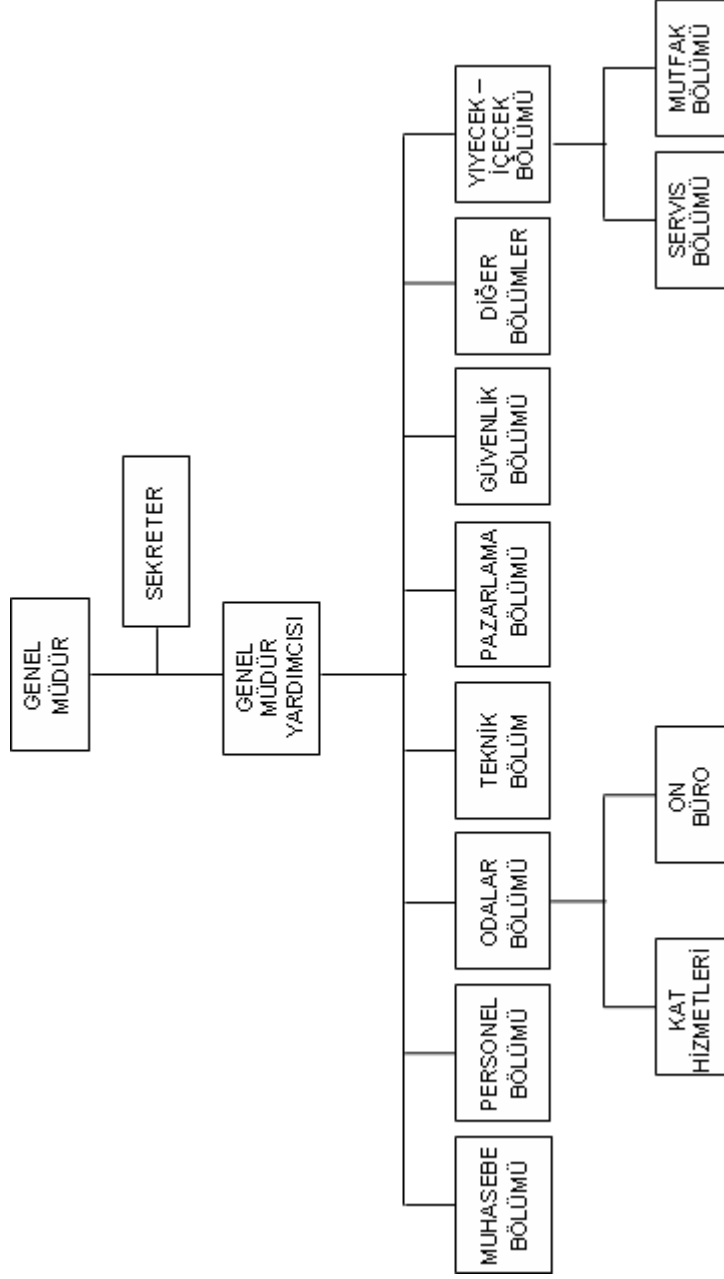 GENEL
MÜDÜR
SEKRETER
GENEL
MÜDÜR
YARDIMCISI
MUHASEBE
BÖLÜMÜ
PERSONEL
BÖLÜMÜ
ODALAR
BÖLÜMÜ
TEKNİK
BÖLÜM
PAZARLAMA
BÖLÜMÜ
GÜVENLİK
BÖLÜMÜ
DİĞER
BÖLÜMLER
YİYECEK –
İÇECEK
BÖLÜMÜ
KAT
HİZMETLERİ
ÖN
BÜRO
SERVIS
BÖLÜMÜ
MUTFAK
BÖLÜMÜ